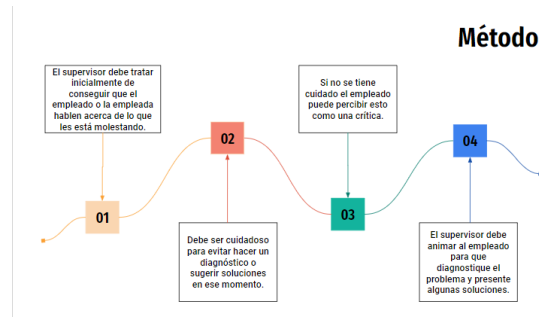 Método
El supervisor debe tratar
inicialmente de
conseguir que el
empleado o la empleada
hablen acerca de lo que
les está molestando.
01
02
Debe ser cuidadoso
para evitar hacer un
diagnóstico o
sugerir soluciones
en ese momento.
Si no se tiene
cuidado el empleado
puede percibir esto
como una crítica.
03
04
El supervisor debe
animar al empleado
para que
diagnostique el
problema y presente
algunas soluciones.